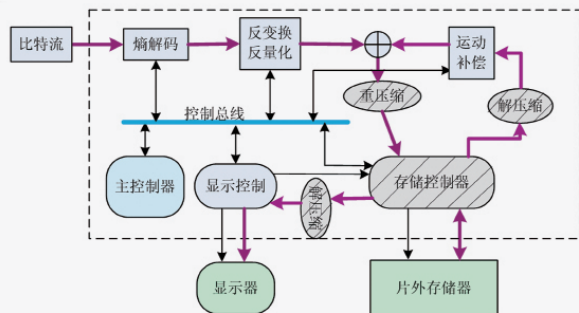 比特流
熵解码
反变换
反量化
运动
补偿
重压缩
解压缩
控制总线
主控制器
显示控制
解压缩
存储控制器
显示器
片外存储器